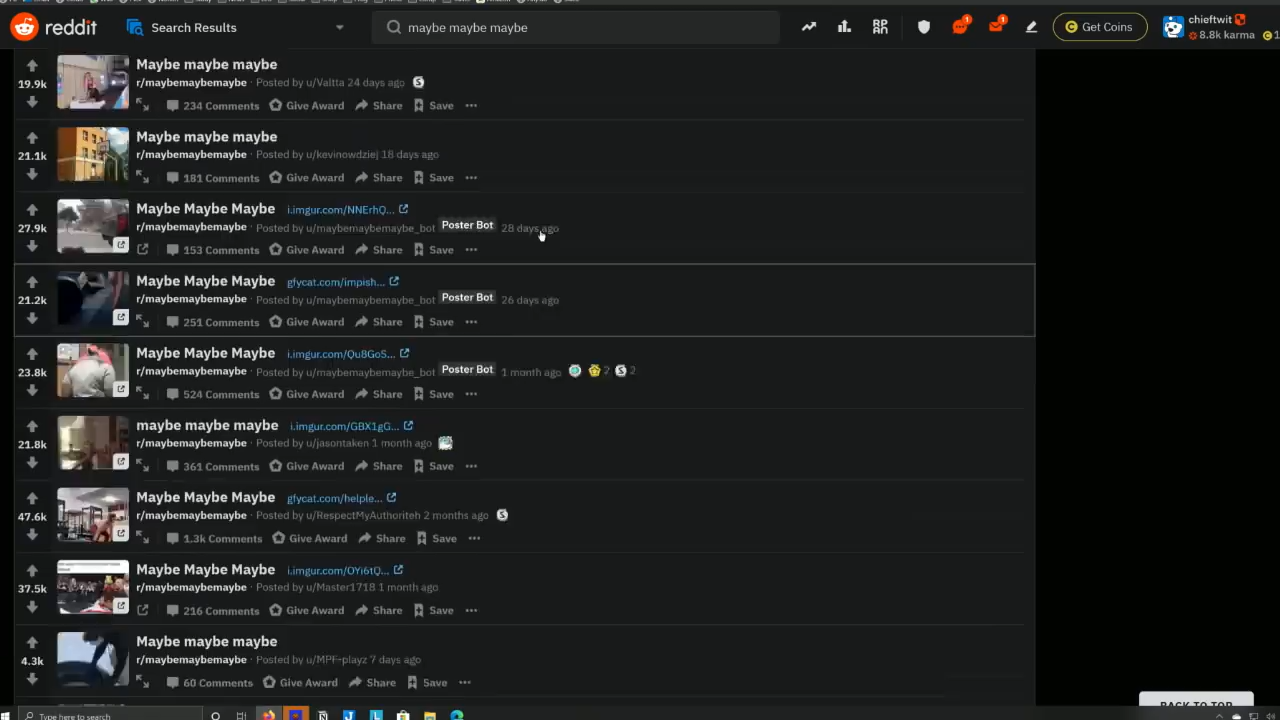 reddit Search Results maybe maybe maybe 1 1 Get Coins chieftwit
8.8k karma
Maybe maybe maybe
r/maybemaybemaybe · Posted by u/Valtta 24 days ago S
19.9k
234 Comments Give Award Share Save
Maybe maybe maybe
r/maybemaybemaybe · Posted by u/kevinowdziej 18 days ago
21.1k
181 Comments Give Award Share Save
Maybe Maybe Maybe i.imgur.com/NNErhQ...
r/maybemaybemaybe · Posted by u/maybemaybemaybe_bot Poster Bot 28 days ago
27.9k
153 Comments Give Award Share Save
Maybe Maybe Maybe gfycat.com/impish...
r/maybemaybemaybe · Posted by u/maybemaybemaybe_bot Poster Bot 26 days ago
21.2k
251 Comments Give Award Share Save
Maybe Maybe Maybe i.imgur.com/Qu8GoS...
r/maybemaybemaybe · Posted by u/maybemaybemaybe_bot Poster Bot 1 month ago 2 S 2
23.8k
524 Comments Give Award Share Save
maybe maybe maybe i.imgur.com/GBX1gG...
r/maybemaybemaybe · Posted by u/jasontaken 1 month ago
21.8k
361 Comments Give Award Share Save
Maybe Maybe Maybe gfycat.com/helple...
r/maybemaybemaybe · Posted by u/RespectMyAuthoriteh 2 months ago S
47.6k
1.3k Comments Give Award Share Save
Maybe Maybe Maybe i.imgur.com/OYi6tQ...
r/maybemaybemaybe · Posted by u/Master1718 1 month ago
37.5k
216 Comments Give Award Share Save
Maybe maybe maybe
r/maybemaybemaybe · Posted by u/MPF-playz 7 days ago
4.3k
60 Comments Give Award Share Save
BACK TO TOP
Type here to search